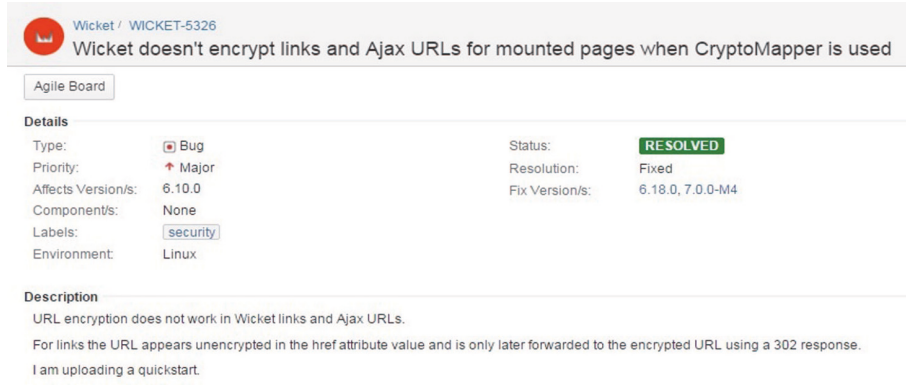 Wicket / WICKET-5326
Wicket doesn't encrypt links and Ajax URLs for mounted pages when CryptoMapper is used
Agile Board
Details
Type: Bug
Status: RESOLVED
Priority: Major
Resolution: Fixed
Affects Version/s: 6.10.0
Fix Version/s: 6.18.0, 7.0.0-M4
Component/s: None
Labels: security
Environment: Linux
Description
URL encryption does not work in Wicket links and Ajax URLs.
For links the URL appears unencrypted in the href attribute value and is only later forwarded to the encrypted URL using a 302 response.
I am uploading a quickstart.